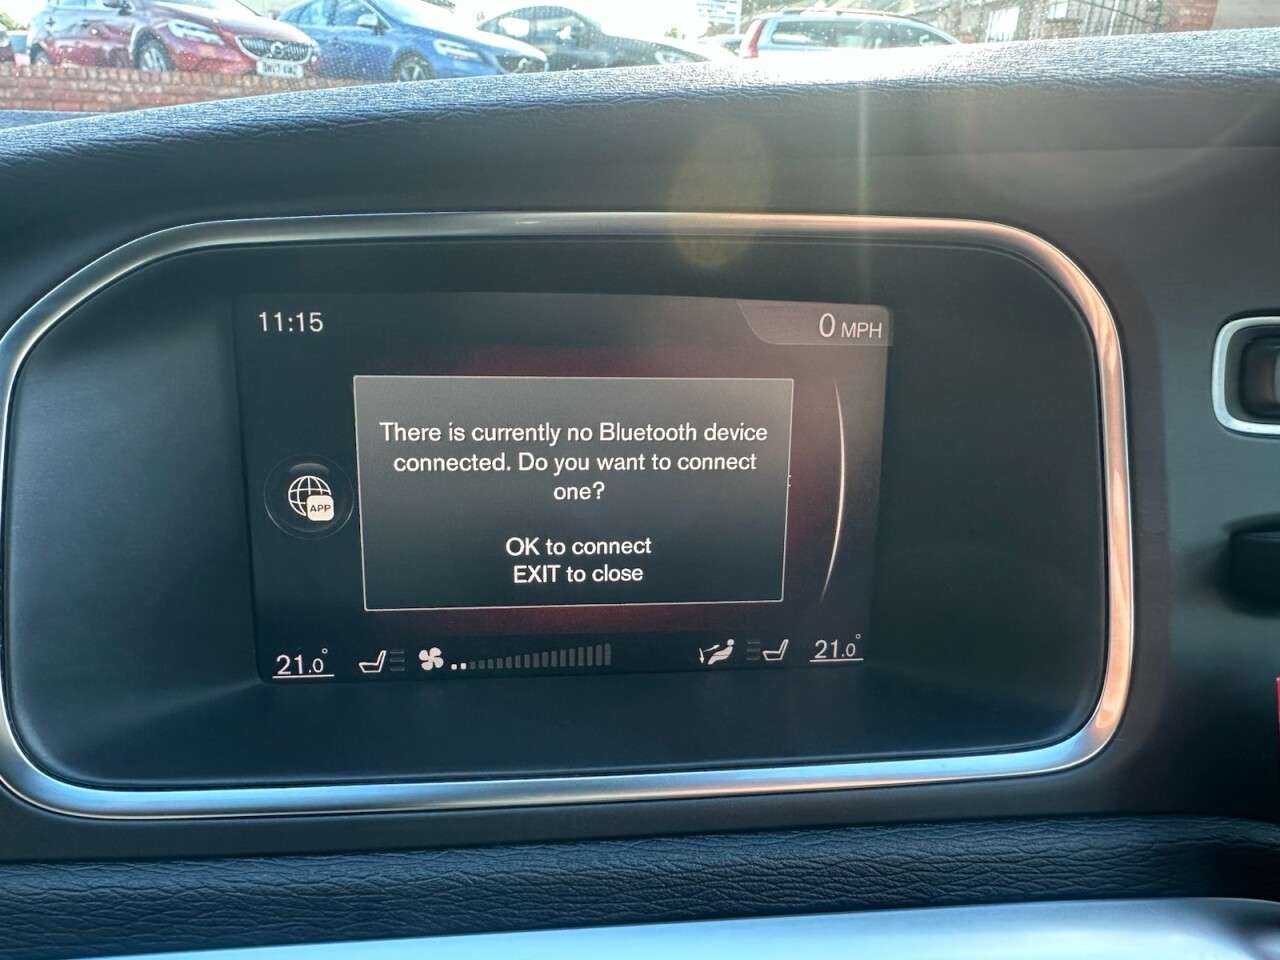 11:15
0 MPH
There is currently no Bluetooth device
connected. Do you want to connect
one?
OK to connect
EXIT to close
APP
21.0°
21.0°